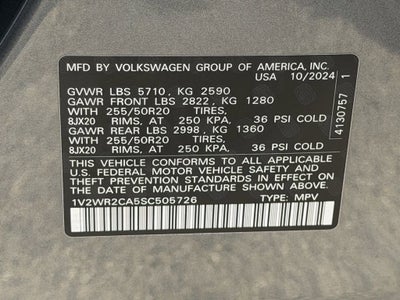 MFD BY VOLKSWAGEN GROUP OF AMERICA, INC.
USA 10/2024
GVWR LBS 5710, KG 2590
GAWR FRONT LBS 2822, KG 1280
WITH 255/50R20 TIRES,
8JX20 RIMS, AT 250 KPA, 36 PSI COLD
GAWR REAR LBS 2998, KG 1360
WITH 255/50R20 TIRES,
8JX20 RIMS, AT 250 KPA, 36 PSI COLD
THIS VEHICLE CONFORMS TO ALL APPLICABLE
U.S. FEDERAL MOTOR VEHICLE SAFETY
THEFT PREVENTION STANDARDS IN EFFECT ON
THE DATE OF MANUFACTURE SHOWN ABOVE.
1V2WR2CA5SC505726 TYPE: MPV
4130757 1